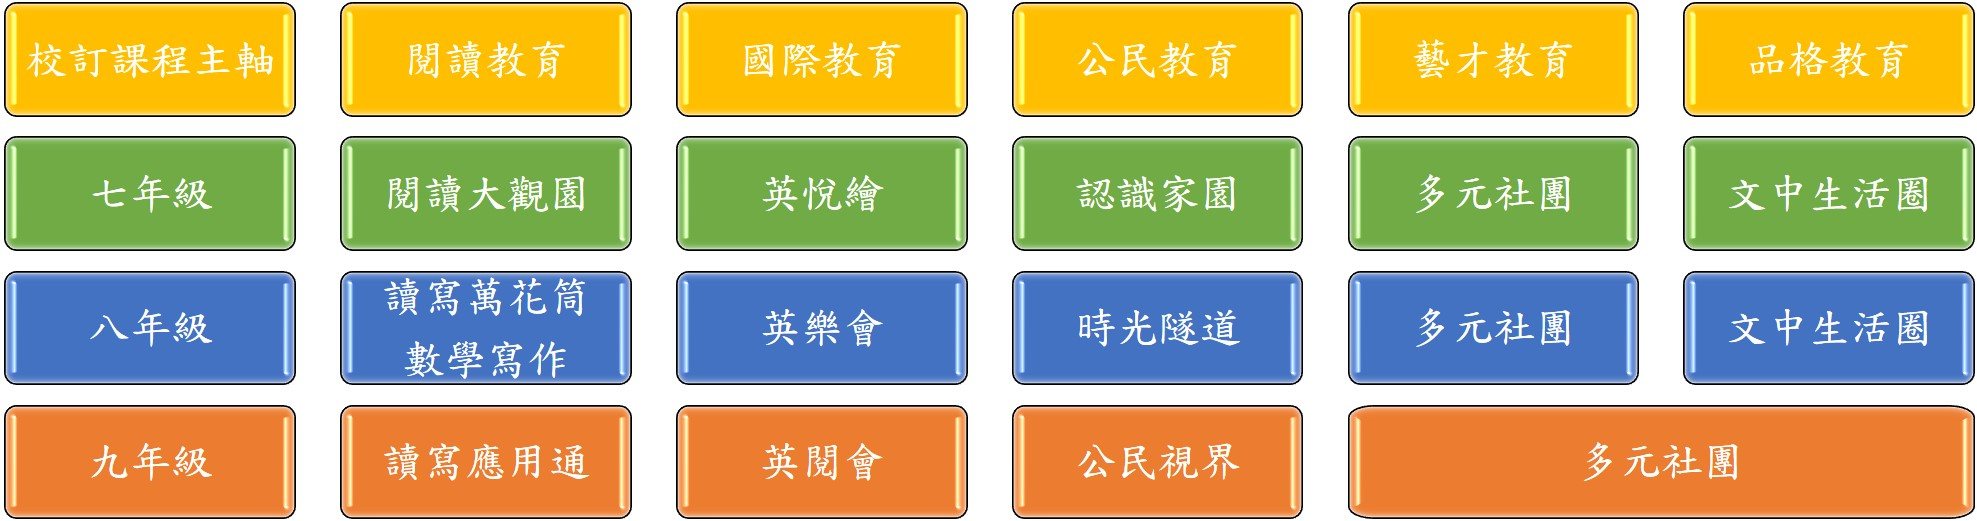 校訂課程主軸
閱讀教育
國際教育
公民教育
藝才教育
品格教育
七年級
閱讀大觀園
英悅繪
認識家園
多元社團
文中生活圈
八年級
讀寫萬花筒
數學寫作
英樂會
時光隧道
多元社團
文中生活圈
九年級
讀寫應用通
英閱會
公民視界
多元社團